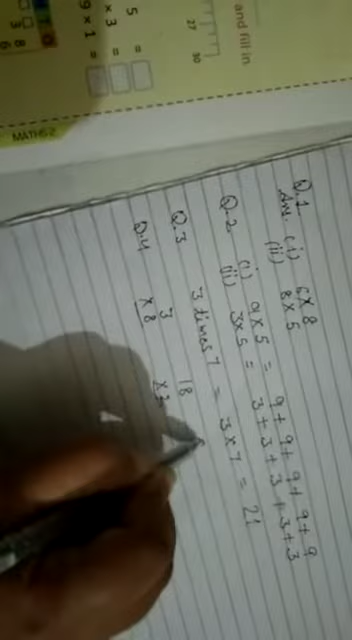 and fill in
27 30
5 =
× 3 =
9 × 1 =
MATHS-2
Q.1
Ans. (i) 6 × 8
(ii) 8 × 5
Q.2 (i) 9 × 5 = 9 + 9 + 9 + 9 + 9
(ii) 3 × 5 = 3 + 3 + 3 + 3 + 3
Q.3 3 times 7 = 3 × 7 = 21
Q.4 3 18
× 8